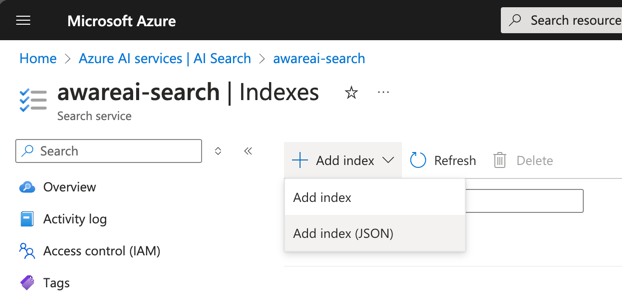 Microsoft Azure
Search resource
Home > Azure AI services | AI Search > awareai-search
awareai-search | Indexes
Search service
Search
Add index
Refresh
Delete
Overview
Add index
Activity log
Add index (JSON)
Access control (IAM)
Tags